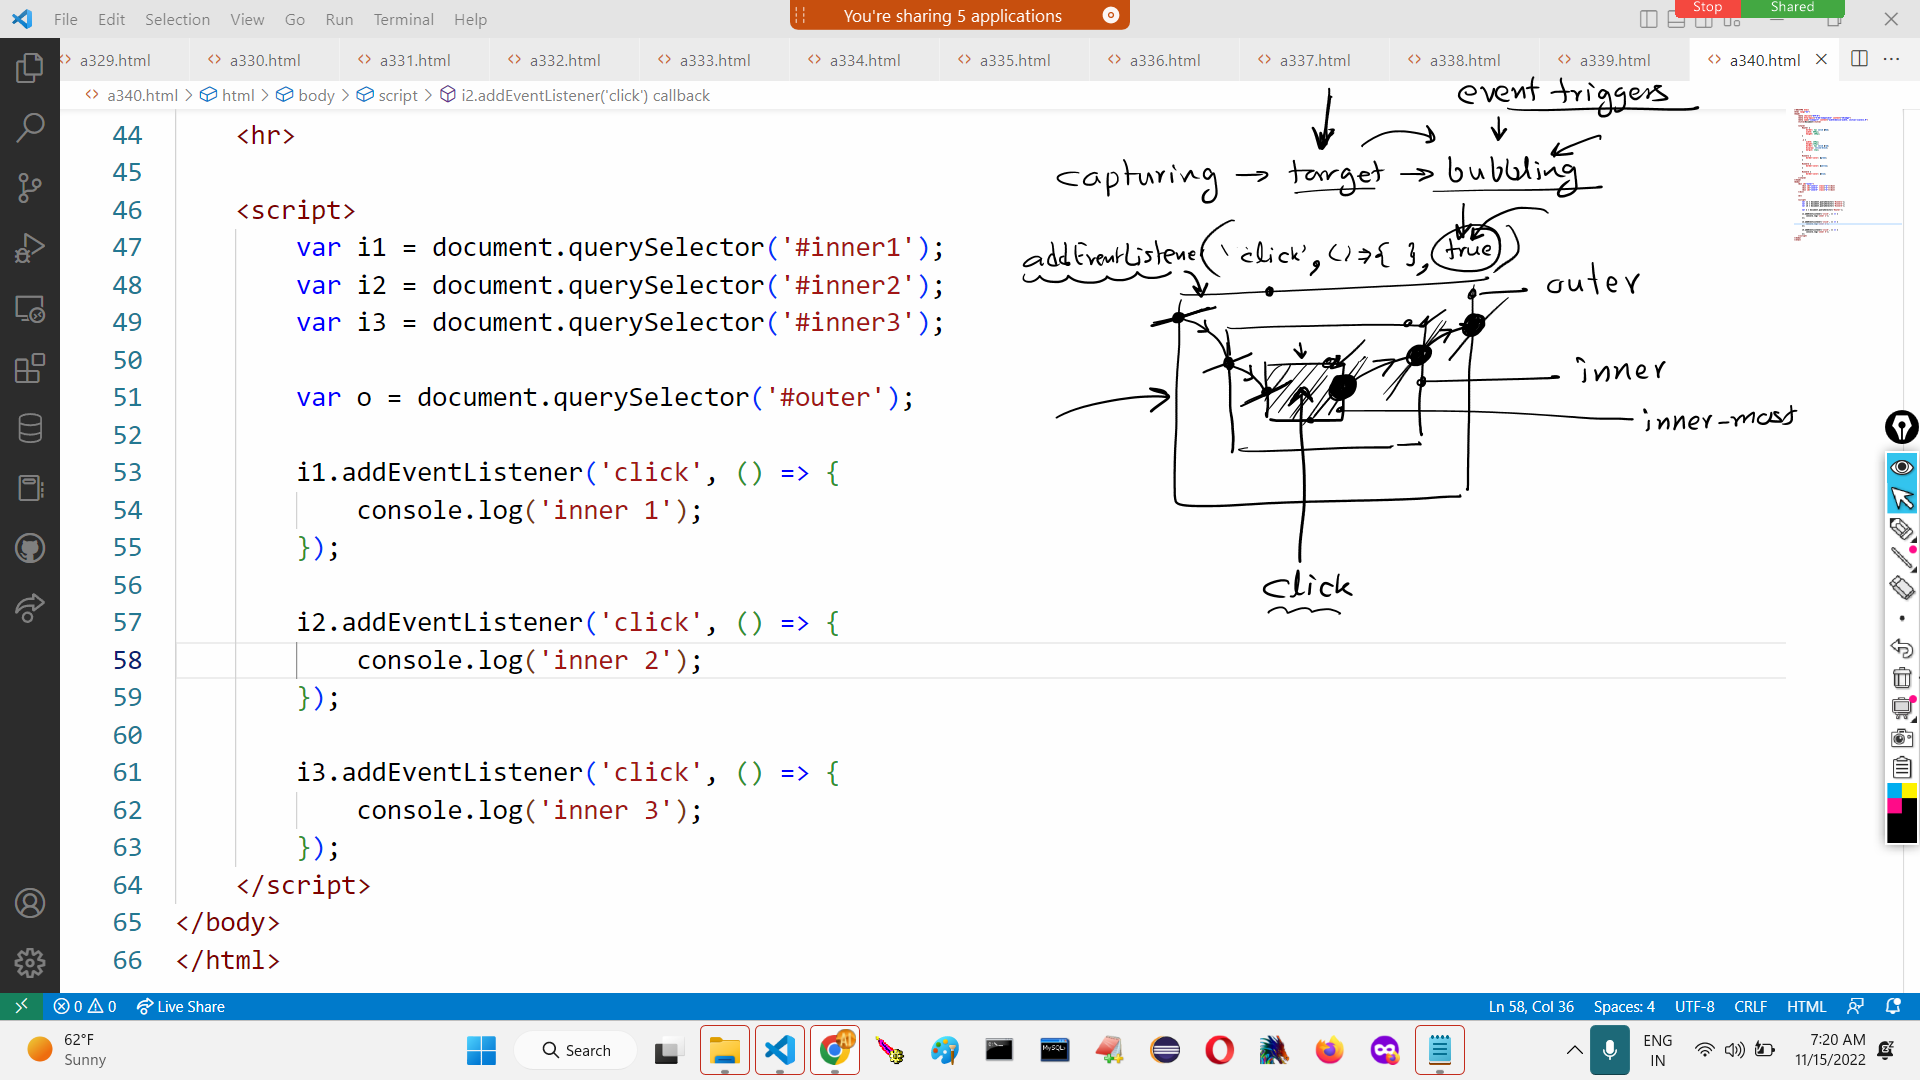 File Edit Selection View Go Run Terminal Help
You're sharing 5 applications
Stop Shared
a329.html a330.html a331.html a332.html a333.html a334.html a335.html a336.html a337.html a338.html a339.html a340.html
a340.html > html > body > script > i2.addEventListener('click') callback
44 <hr>
45
46 <script>
47 var i1 = document.querySelector('#inner1');
48 var i2 = document.querySelector('#inner2');
49 var i3 = document.querySelector('#inner3');
50
51 var o = document.querySelector('#outer');
52
53 i1.addEventListener('click', () => {
54 console.log('inner 1');
55 });
56
57 i2.addEventListener('click', () => {
58 console.log('inner 2');
59 });
60
61 i3.addEventListener('click', () => {
62 console.log('inner 3');
63 });
64 </script>
65 </body>
66 </html>
event triggers
capturing → target → bubbling
addEventListener('click', () => { }, true)
outer
inner
inner-most
click
0 0 Live Share
Ln 58, Col 36 Spaces: 4 UTF-8 CRLF HTML
62°F
Sunny
Search
ENG
IN
7:20 AM
11/15/2022